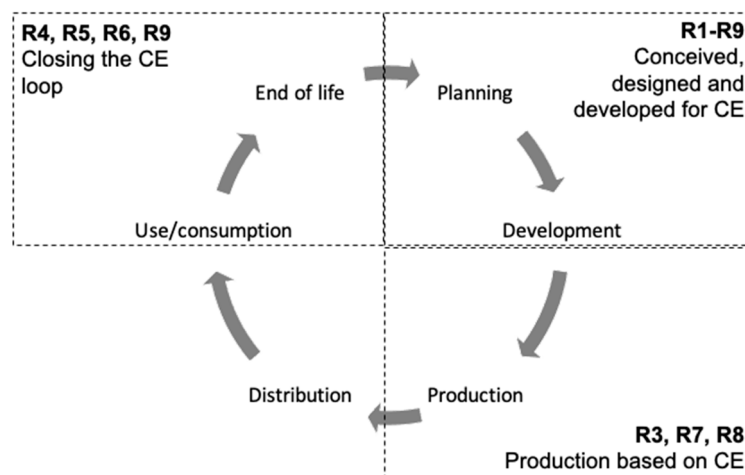 R4, R5, R6, R9
Closing the CE
loop
R1-R9
Conceived,
designed and
developed for CE
End of life
Planning
Use/consumption
Development
Distribution
Production
R3, R7, R8
Production based on CE